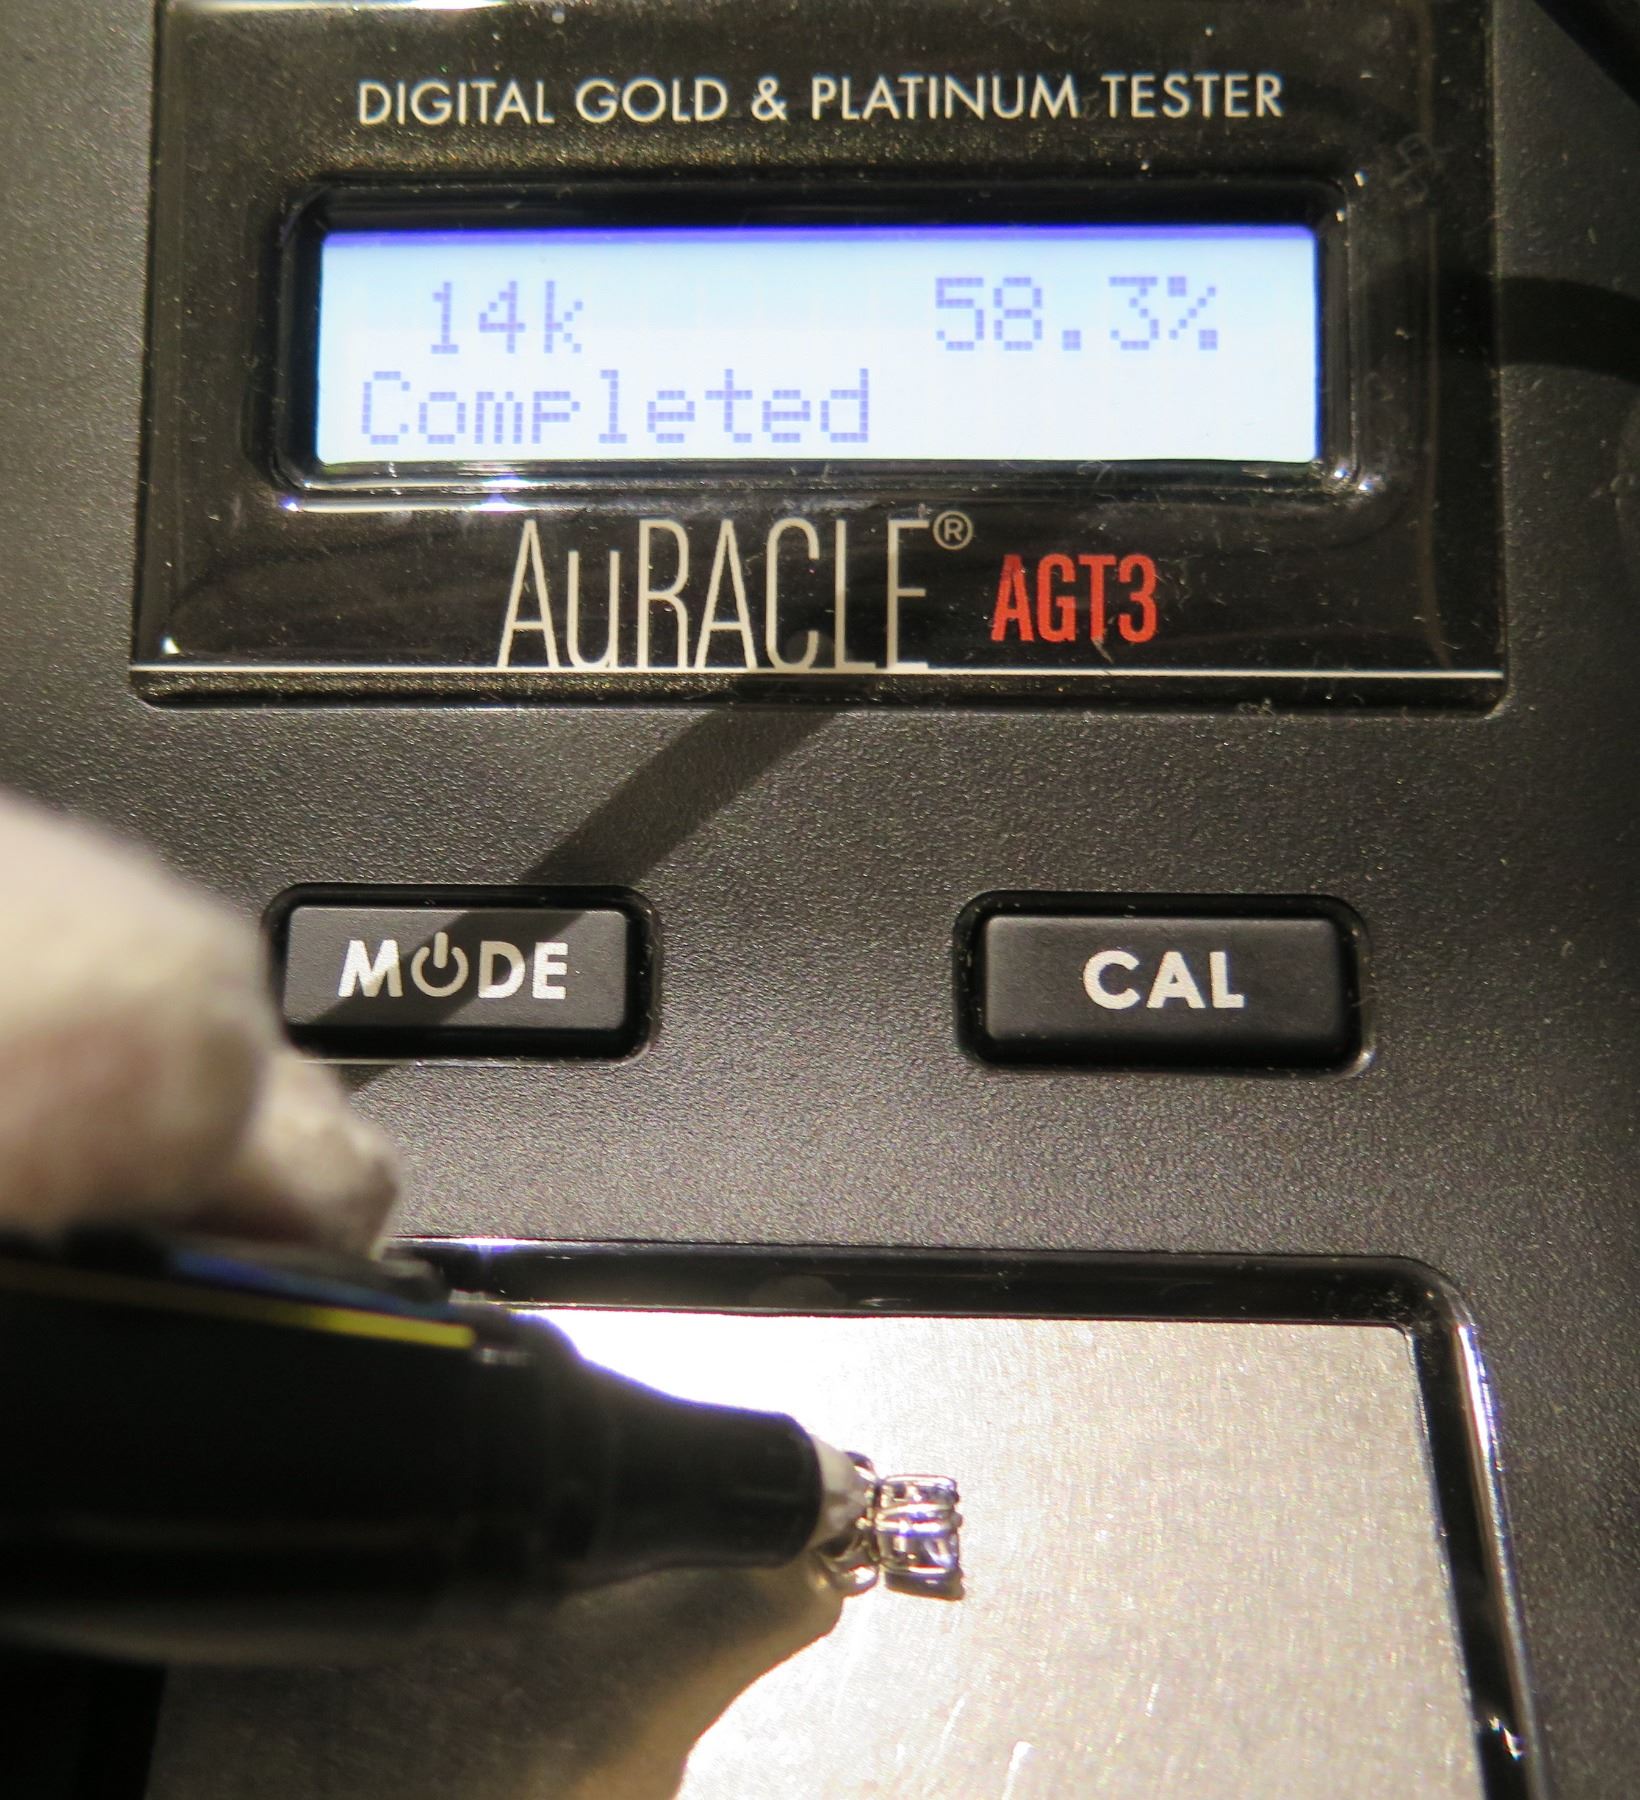 DIGITAL GOLD & PLATINUM TESTER
14k 58.3%
Completed
AuRACLE® AGT3
MODE CAL